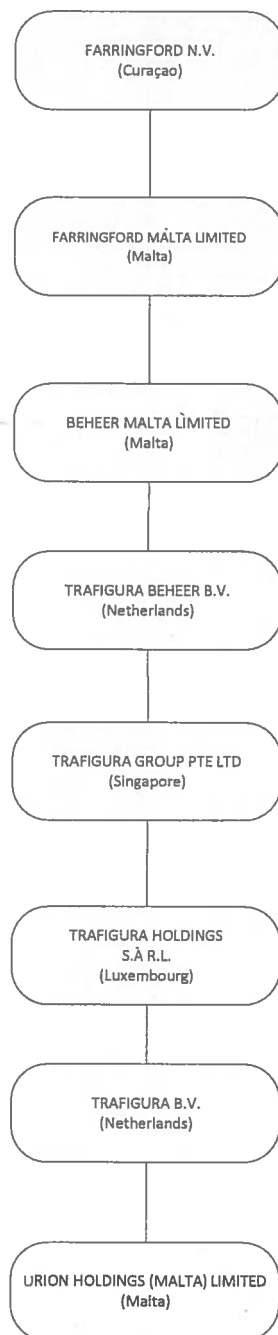 FARRINGFORD N.V.
(Curaçao)
FARRINGFORD MALTA LIMITED
(Malta)
BEHEER MALTA LIMITED
(Malta)
TRAFIGURA BEHEER B.V.
(Netherlands)
TRAFIGURA GROUP PTE LTD
(Singapore)
TRAFIGURA HOLDINGS
S.À R.L.
(Luxembourg)
TRAFIGURA B.V.
(Netherlands)
URION HOLDINGS (MALTA) LIMITED
(Malta)